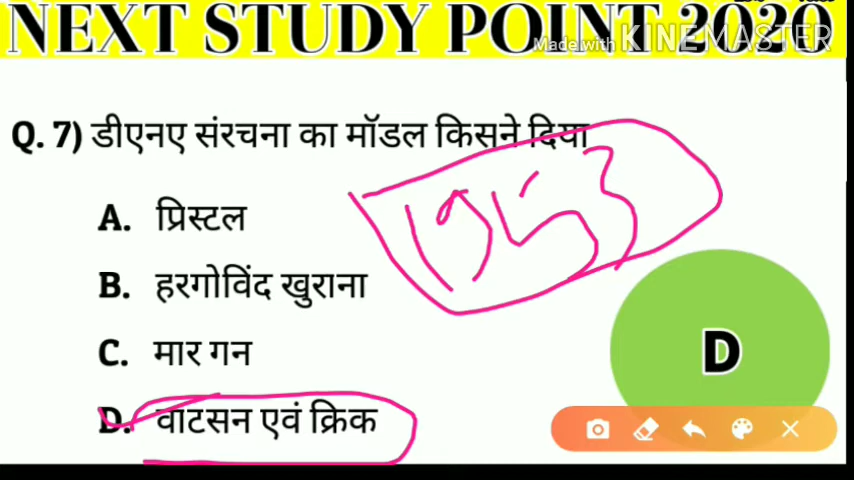 NEXT STUDY POINT 2020
Made with KINEMASTER
Q. 7) डीएनए संरचना का मॉडल किसने दिया
1953
A. प्रिस्टल
B. हरगोविंद खुराना
C. मार गन
D. वाटसन एवं क्रिक
D